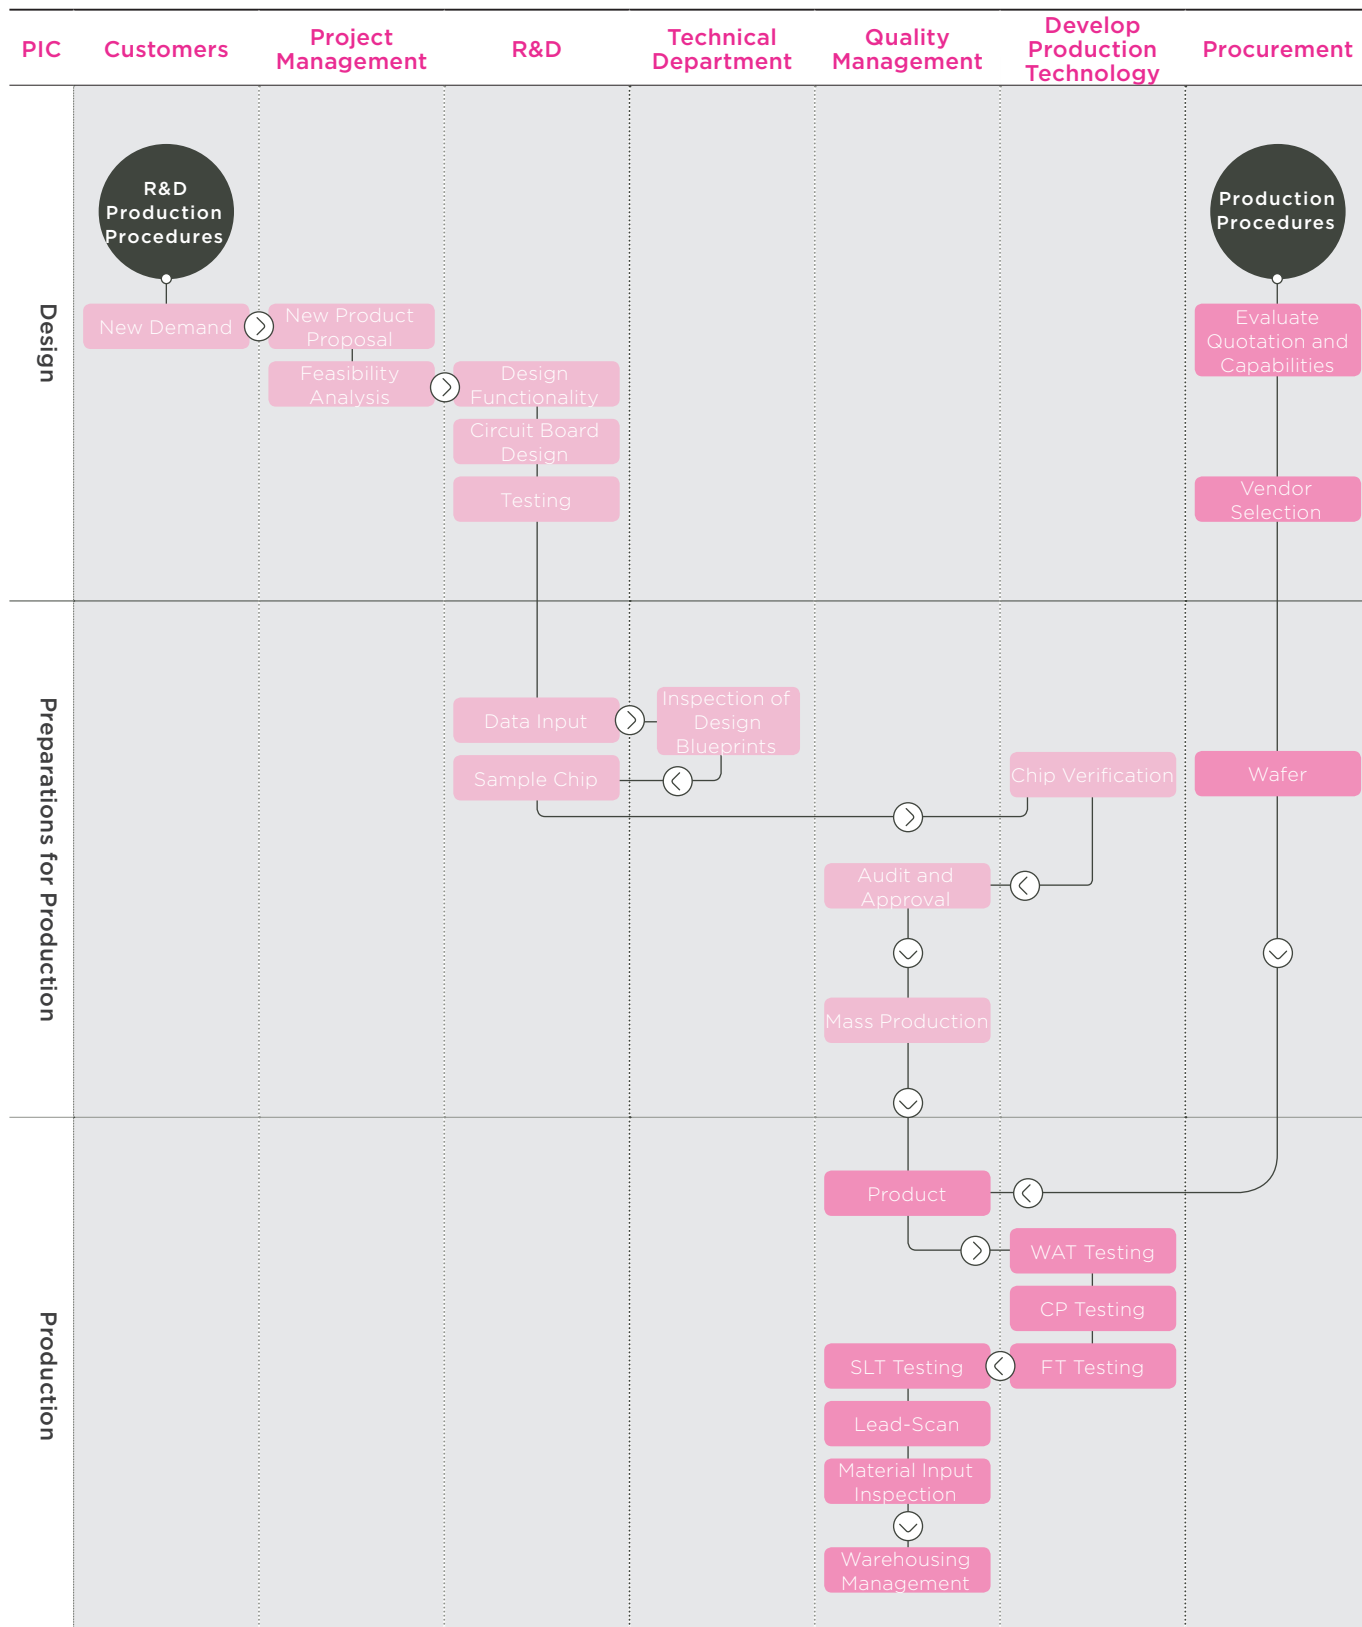 PIC
Customers
Project
Management
R&D
Technical
Department
Quality
Management
Develop
Production
Technology
Procurement
Design
R&D
Production
Procedures
Production
Procedures
New Demand
New Product
Proposal
Evaluate
Quotation and
Capabilities
Feasibility
Analysis
Design
Functionality
Circuit Board
Design
Testing
Vendor
Selection
Preparations for Production
Data Input
Inspection of
Design
Blueprints
Sample Chip
Chip Verification
Wafer
Audit and
Approval
Mass Production
Production
Product
WAT Testing
CP Testing
SLT Testing
FT Testing
Lead-Scan
Material Input
Inspection
Warehousing
Management